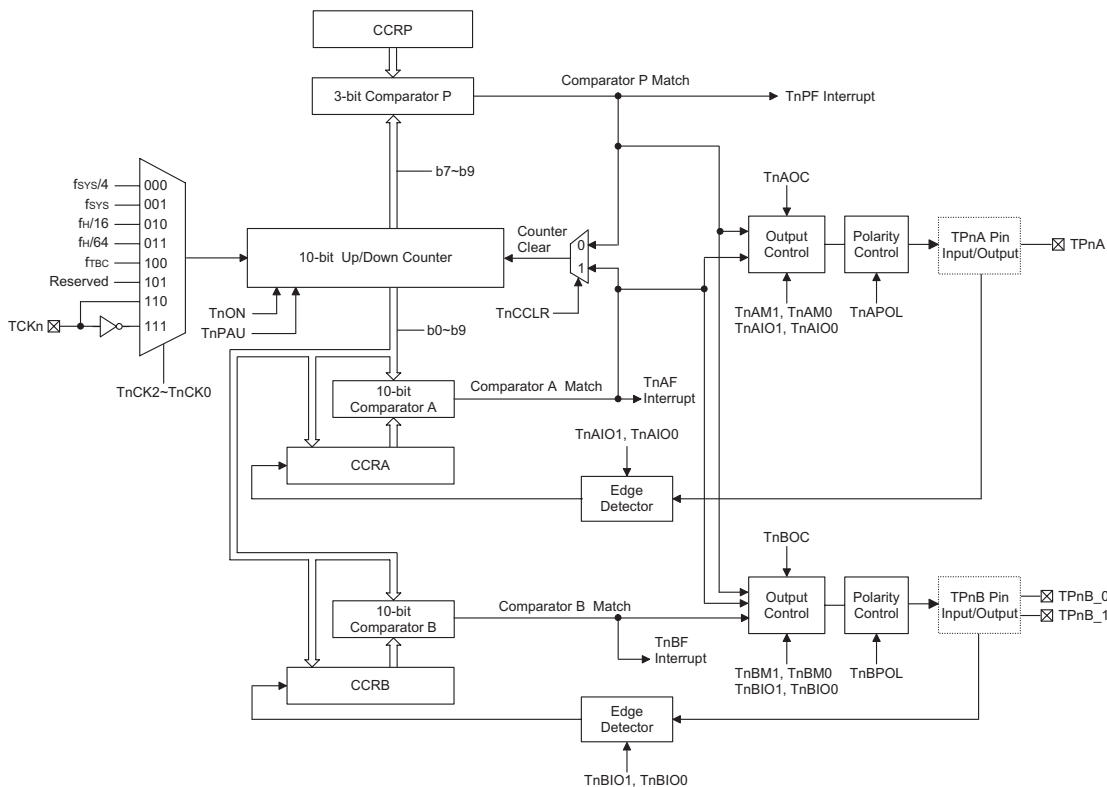 CCRP
3-bit Comparator P
Comparator P Match
TnPF Interrupt
b7~b9
fSYS/4
000
fSYS
001
fH/16
010
fH/64
011
fTBC
100
Reserved
101
110
111
TCKn
TnCK2~TnCK0
10-bit Up/Down Counter
Counter
Clear
0
1
TnON
TnPAU
TnCCLR
b0~b9
TnAOC
Output
Control
Polarity
Control
TPnA Pin
Input/Output
TPnA
TnAM1, TnAM0
TnAIO1, TnAIO0
TnAPOL
10-bit
Comparator A
Comparator A Match
TnAF
Interrupt
CCRA
TnAIO1, TnAIO0
Edge
Detector
TnBOC
Output
Control
Polarity
Control
TPnB Pin
Input/Output
TPnB_0
TPnB_1
10-bit
Comparator B
Comparator B Match
TnBF
Interrupt
TnBM1, TnBM0
TnBIO1, TnBIO0
TnBPOL
CCRB
Edge
Detector
TnBIO1, TnBIO0